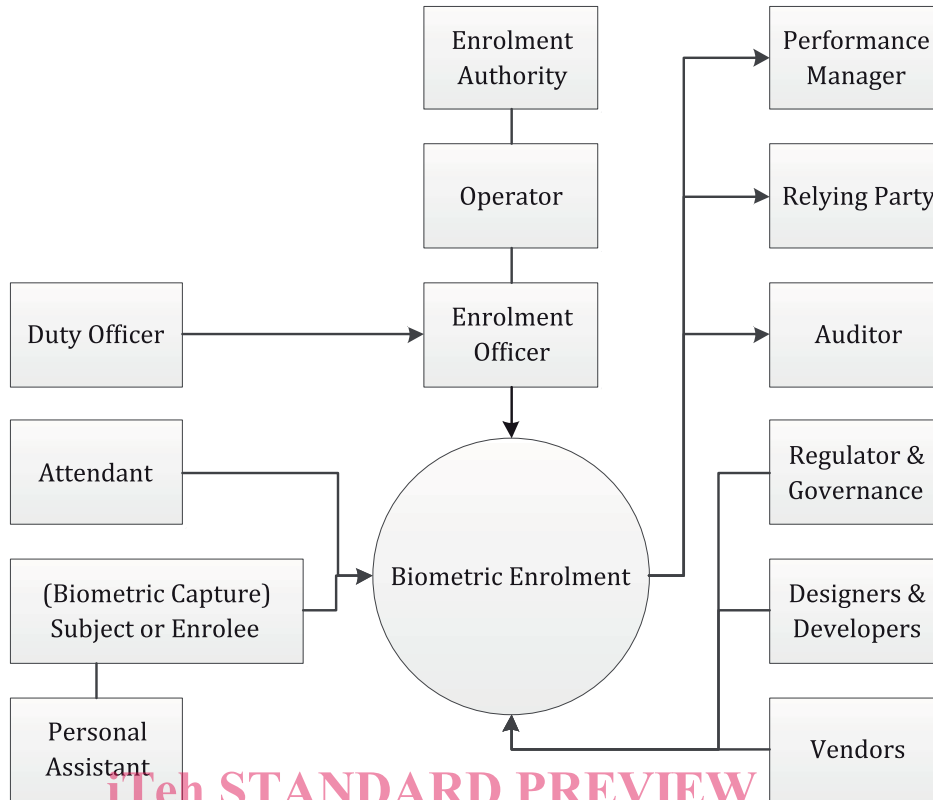 Enrolment
Authority
Performance
Manager
Operator
Relying Party
Duty Officer
Enrolment
Officer
Auditor
Attendant
Regulator &
Governance
Biometric Enrolment
(Biometric Capture)
Subject or Enrolee
Designers &
Developers
Personal
Assistant
Vendors
iTeh STANDARD PREVIEW